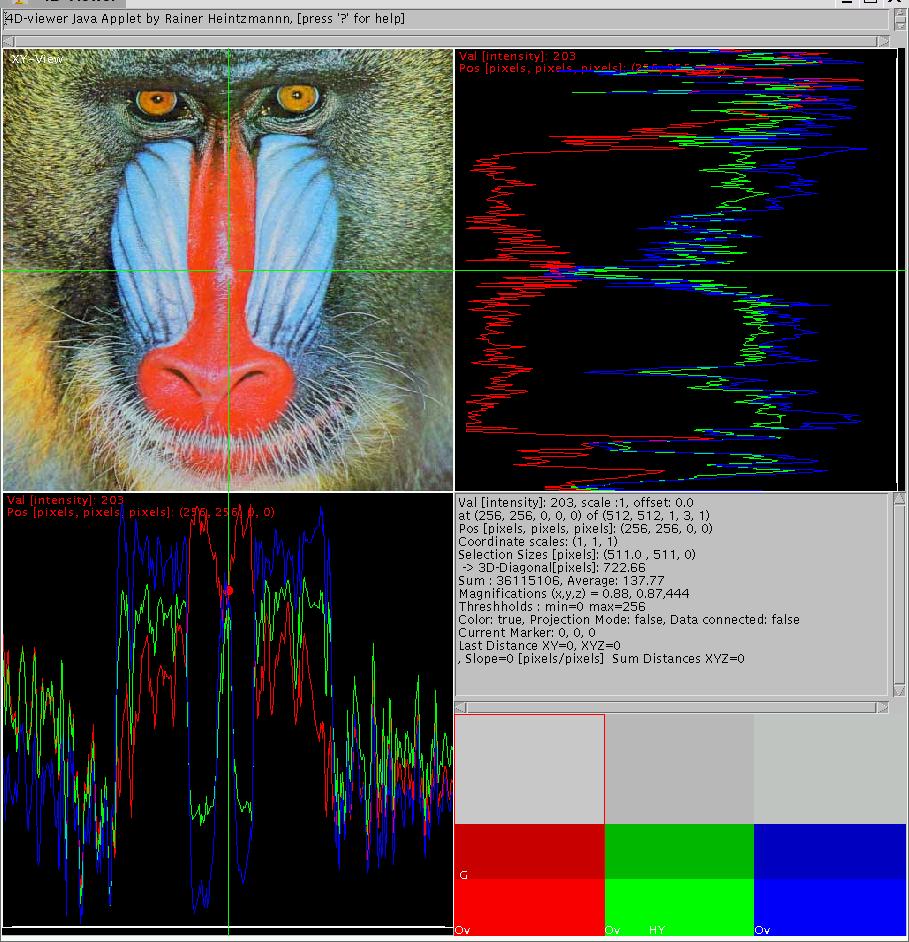 4D-viewer Java Applet by Rainer Heintzmannn, [press '?' for help]
XY-View
Val [intensity]: 203
Pos [pixels, pixels, pixels]: (256, 256, 0, 0)
Val [intensity]: 203
Pos [pixels, pixels, pixels]: (256, 256, 0, 0)
Val [intensity]: 203, scale :1, offset: 0.0
at (256, 256, 0, 0, 0) of (512, 512, 1, 3, 1)
Pos [pixels, pixels, pixels]: (256, 256, 0, 0)
Coordinate scales: (1, 1, 1)
Selection Sizes [pixels]: (511.0 , 511, 0)
-> 3D-Diagonal[pixels]: 722.66
Sum : 36115106, Average: 137.77
Magnifications (x,y,z) = 0.88, 0.87,444
Threshholds : min=0 max=256
Color: true, Projection Mode: false, Data connected: false
Current Marker: 0, 0, 0
Last Distance XY=0, XYZ=0
, Slope=0 [pixels/pixels]  Sum Distances XYZ=0
G
Ov Ov HY Ov